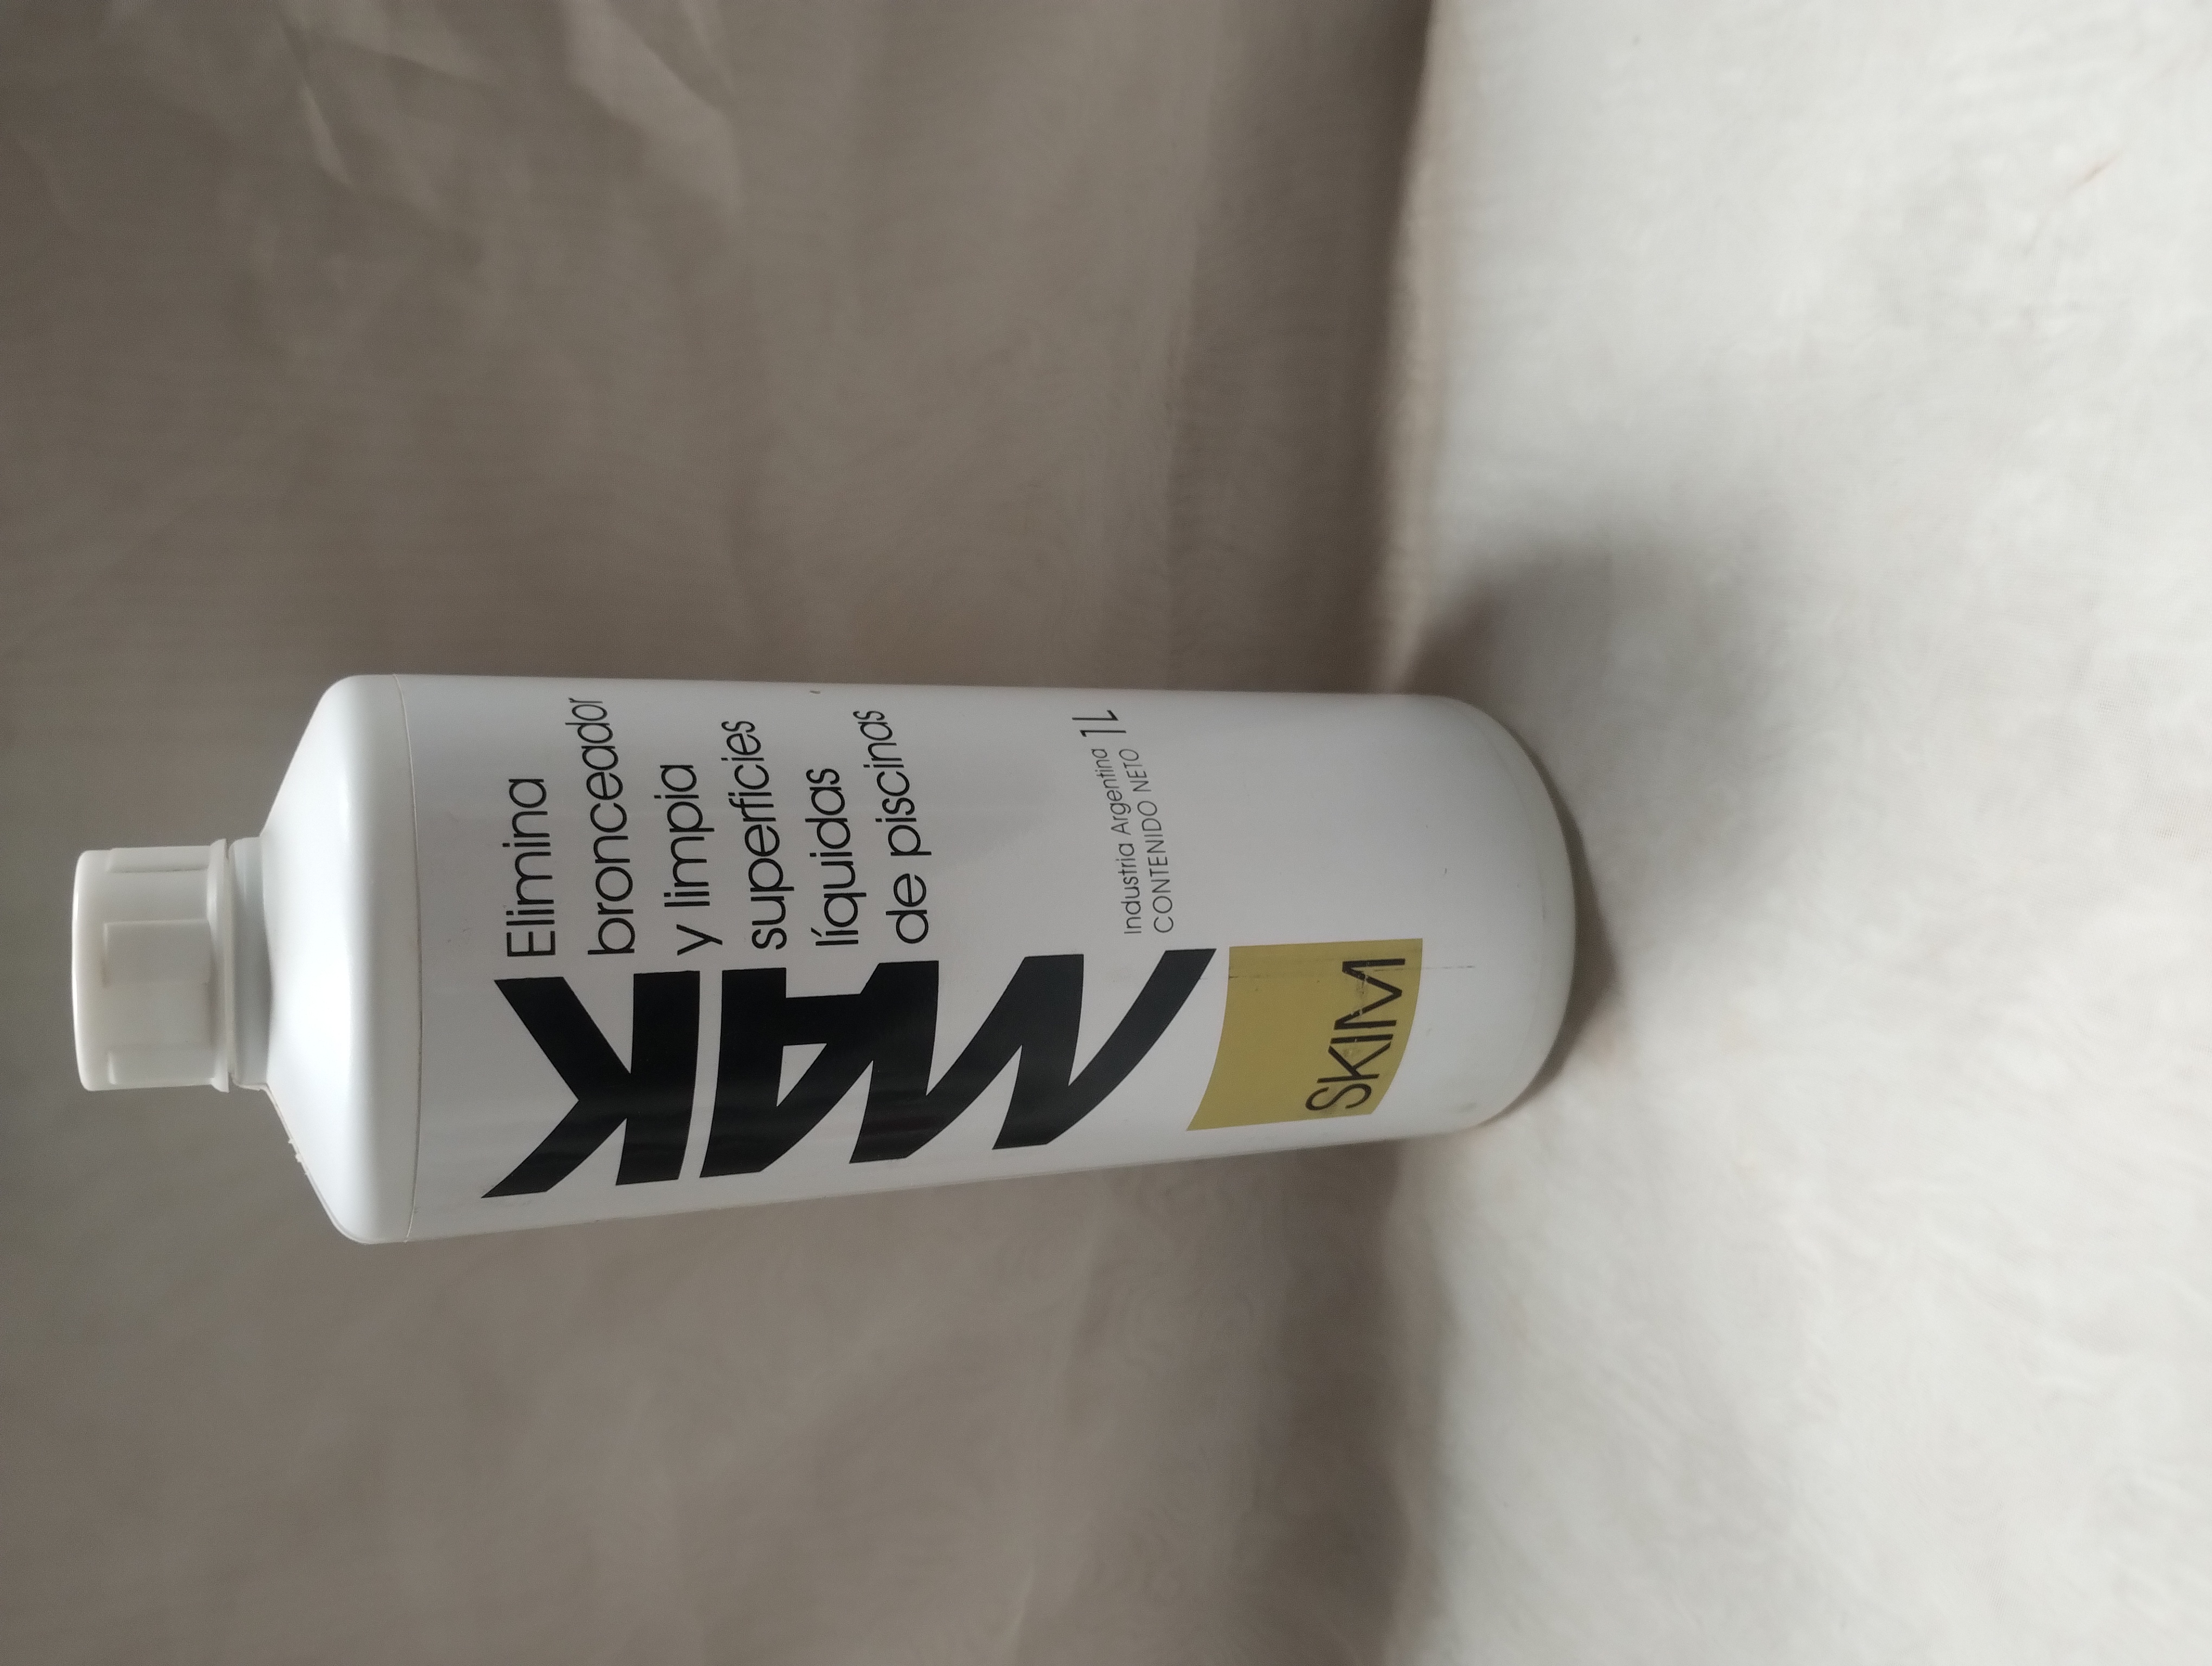 Elimina
bronceador
y limpia
superficies
líquidas
de piscinas
MAK
Industria Argentina
CONTENIDO NETO 1L
SKIM